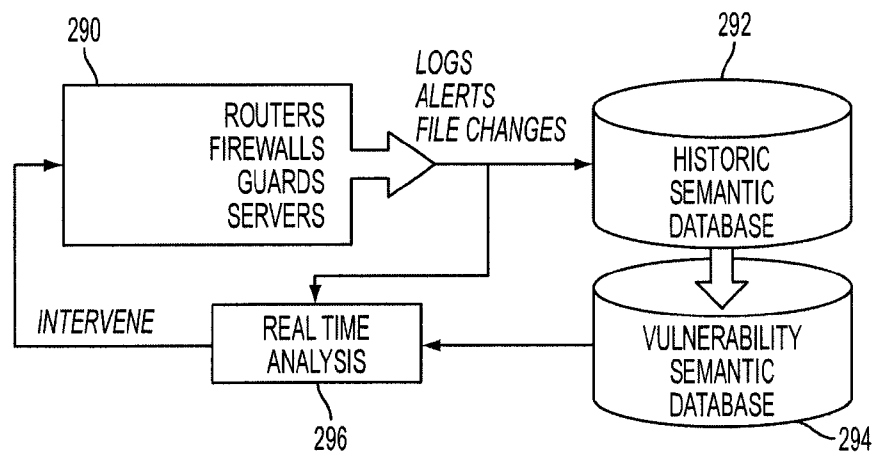 290
ROUTERS
FIREWALLS
GUARDS
SERVERS
LOGS
ALERTS
FILE CHANGES
292
HISTORIC
SEMANTIC
DATABASE
INTERVENE
REAL TIME
ANALYSIS
296
VULNERABILITY
SEMANTIC
DATABASE
294